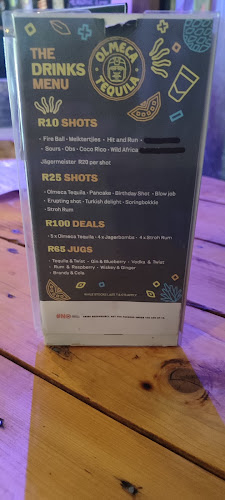 THE
DRINKS
MENU
OLMECA
TEQUILA
R10 SHOTS
• Fire Ball • Melktertjies • Hit and Run •
• Sours • Obs • Coco Rico • Wild Africa
Jägermeister R20 per shot
R25 SHOTS
• Olmeca Tequila • Pancake • Birthday Shot • Blow job
• Erupting shot • Turkish delight • Springbokkie
• Stroh Rum
R100 DEALS
• 5 x Olmeca Tequila • 4 x Jagerbombs • 4 x Stroh Rum
R65 JUGS
• Tequila & Twist • Gin & Blueberry • Vodka & Twist
Rum & Raspberry • Wiskey & Ginger
• Brandy & Cola